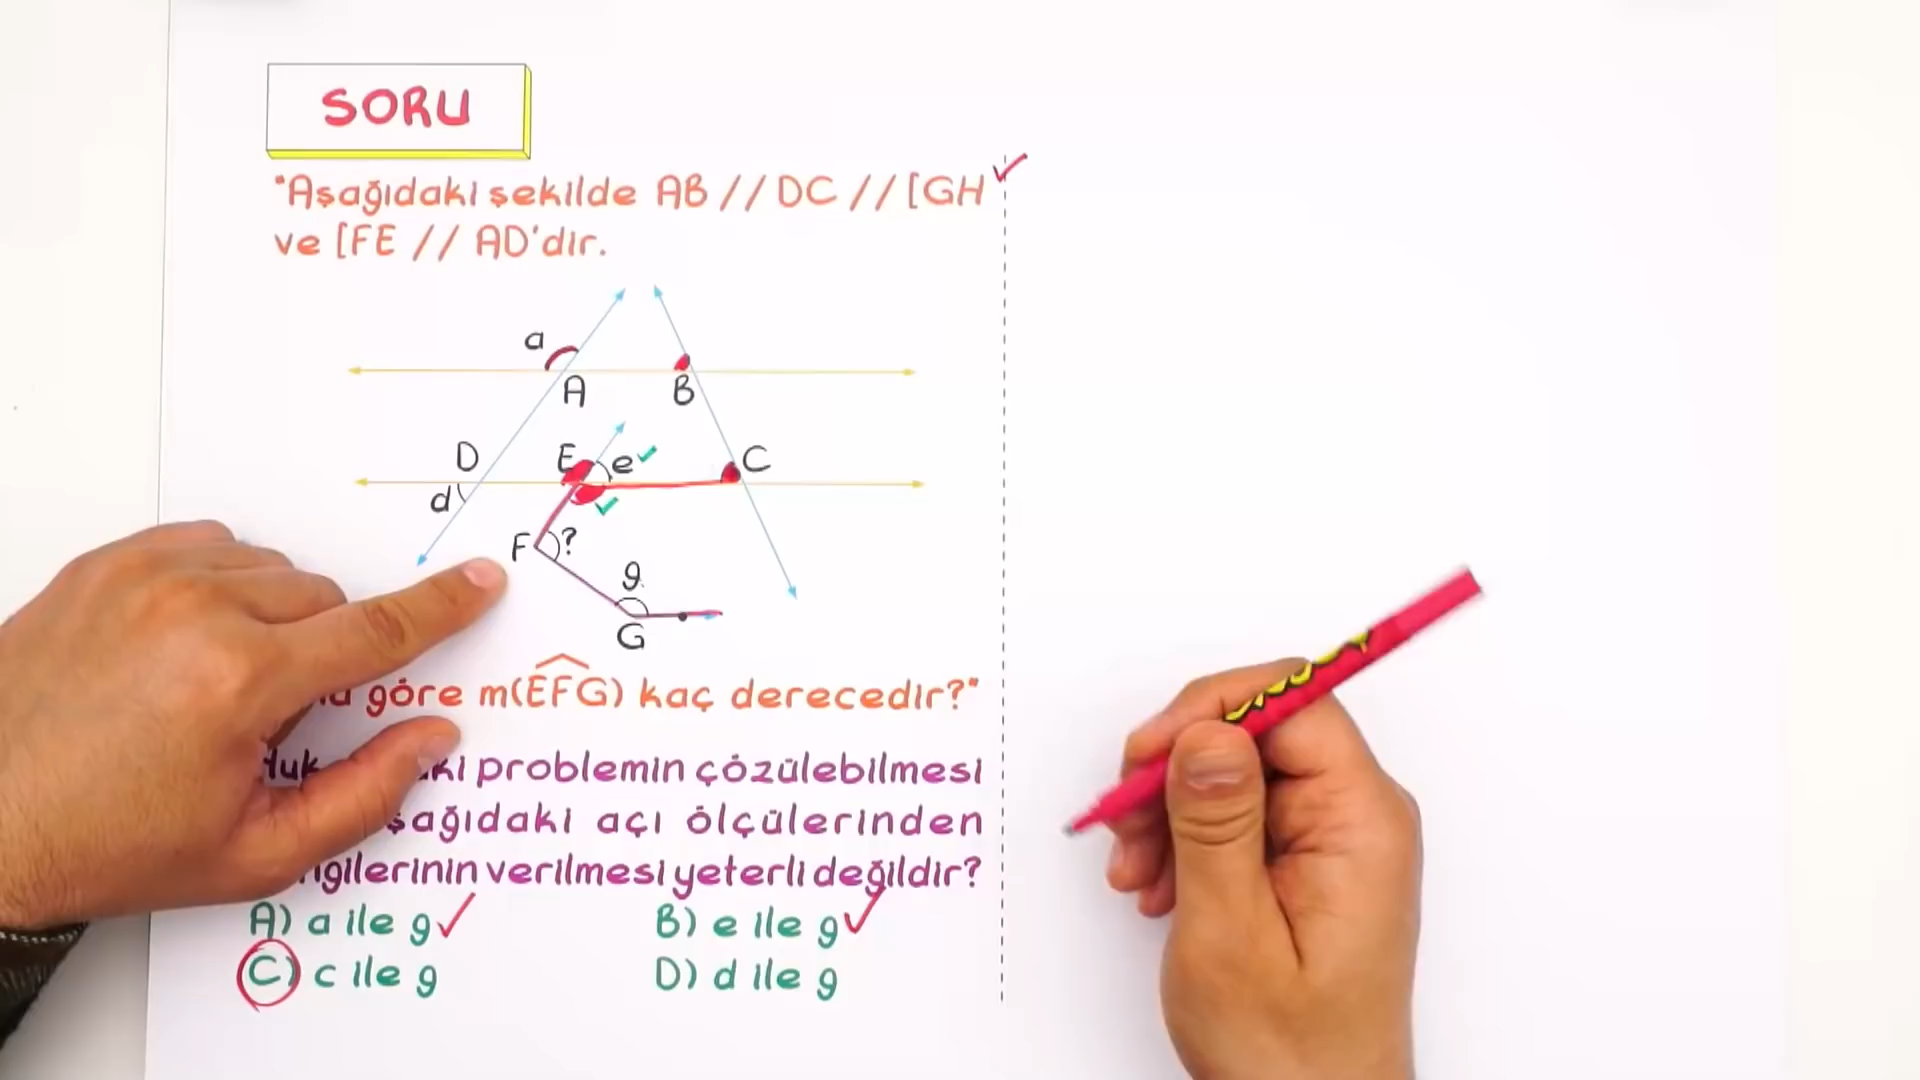 SORU
"Aşağıdaki şekilde AB // DC // [GH
ve [FE // AD'dir.
a
A
B
D
E
e
C
d
F
?
g
G
göre m(EFG) kaç derecedir?"
problemin çözülebilmesi
aşağıdaki açı ölçülerinden
verilmesi yeterli değildir?
A) a ile g
B) e ile g
C) c ile g
D) d ile g